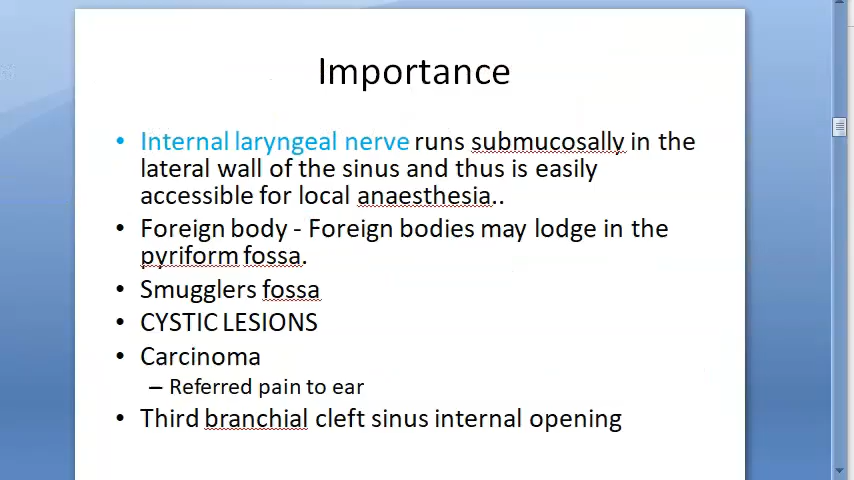 Importance
• Internal laryngeal nerve runs submucosally in the
lateral wall of the sinus and thus is easily
accessible for local anaesthesia..
• Foreign body - Foreign bodies may lodge in the
pyriform fossa.
• Smugglers fossa
• CYSTIC LESIONS
• Carcinoma
– Referred pain to ear
• Third branchial cleft sinus internal opening